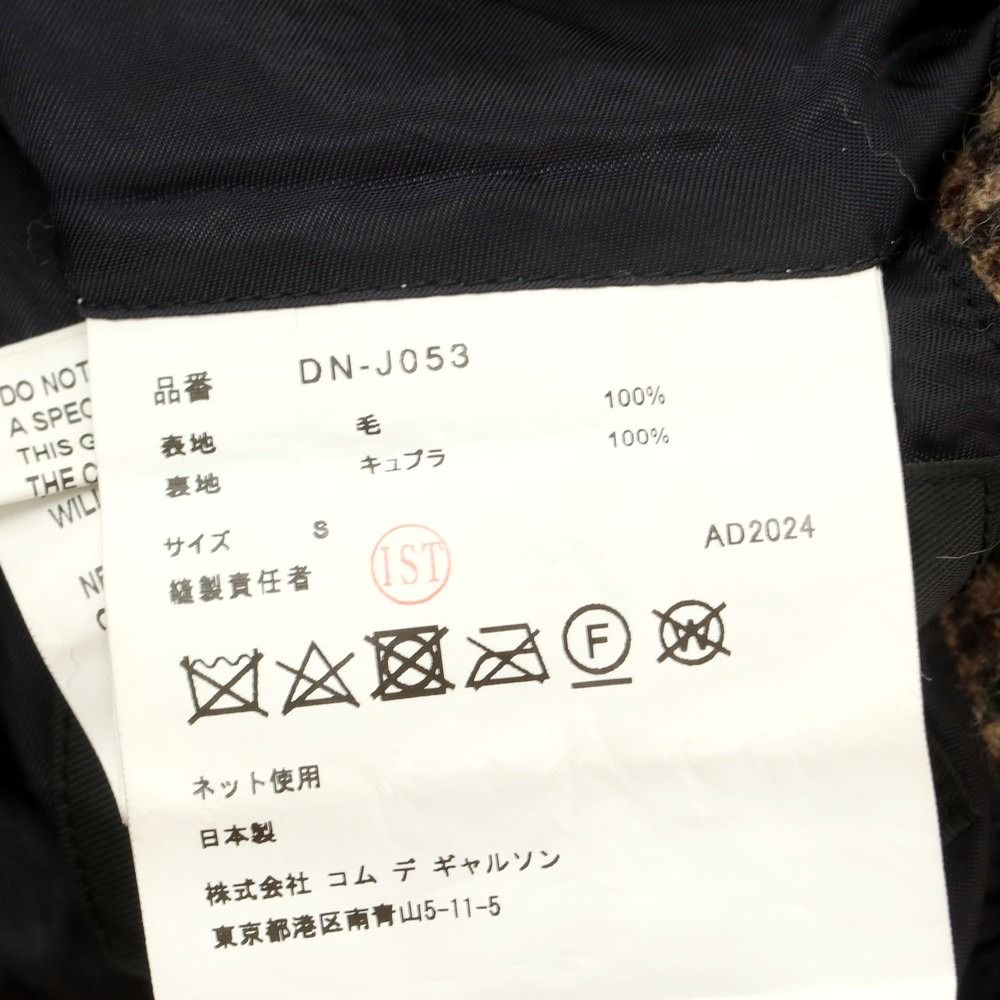 品番 DN-J053
表地 毛 100%
裏地 キュプラ 100%
サイズ S
AD2024
縫製責任者 IST
F
W
ネット使用
日本製
株式会社 コム デ ギャルソン
東京都港区南青山5-11-5
DO NOT
A SPEC
THIS G
THE C
WILL